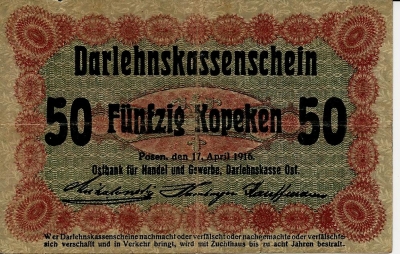 Darlehnskassenschein
50 Fünfzig Kopeken 50
Posen, den 17. April 1916.
Ostbank für Handel und Gewerbe, Darlehnskasse Ost.
Wer Darlehnskassenscheine nachmacht oder verfälscht oder nachgemachte oder verfälschte
sich verschafft und in Verkehr bringt, wird mit Zuchthaus bis zu acht Jahren bestraft.